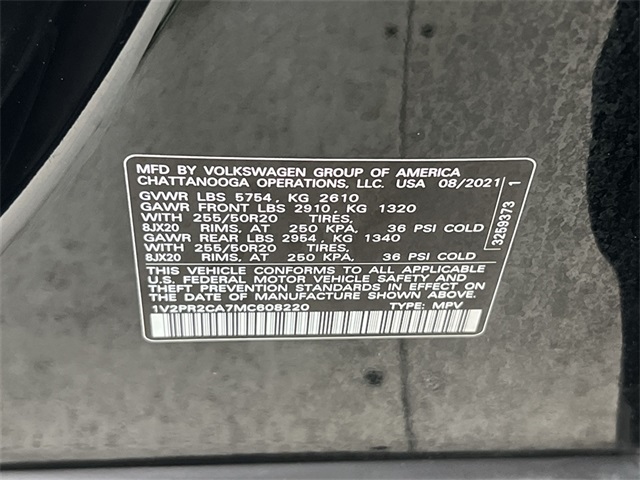 MFD BY VOLKSWAGEN GROUP OF AMERICA
CHATTANOOGA OPERATIONS, LLC. USA 08/2021
GVWR LBS 5754, KG 2610
GAWR FRONT LBS 2910, KG 1320
WITH 255/50R20 TIRES,
8JX20 RIMS, AT 250 KPA, 36 PSI COLD
GAWR REAR LBS 2954, KG 1340
WITH 255/50R20 TIRES,
8JX20 RIMS, AT 250 KPA, 36 PSI COLD
THIS VEHICLE CONFORMS TO ALL APPLICABLE
U.S. FEDERAL MOTOR VEHICLE SAFETY AND
THEFT PREVENTION STANDARDS IN EFFECT ON
THE DATE OF MANUFACTURE SHOWN ABOVE.
1V2PR2CA7MC608220 TYPE: MPV
3259373 1